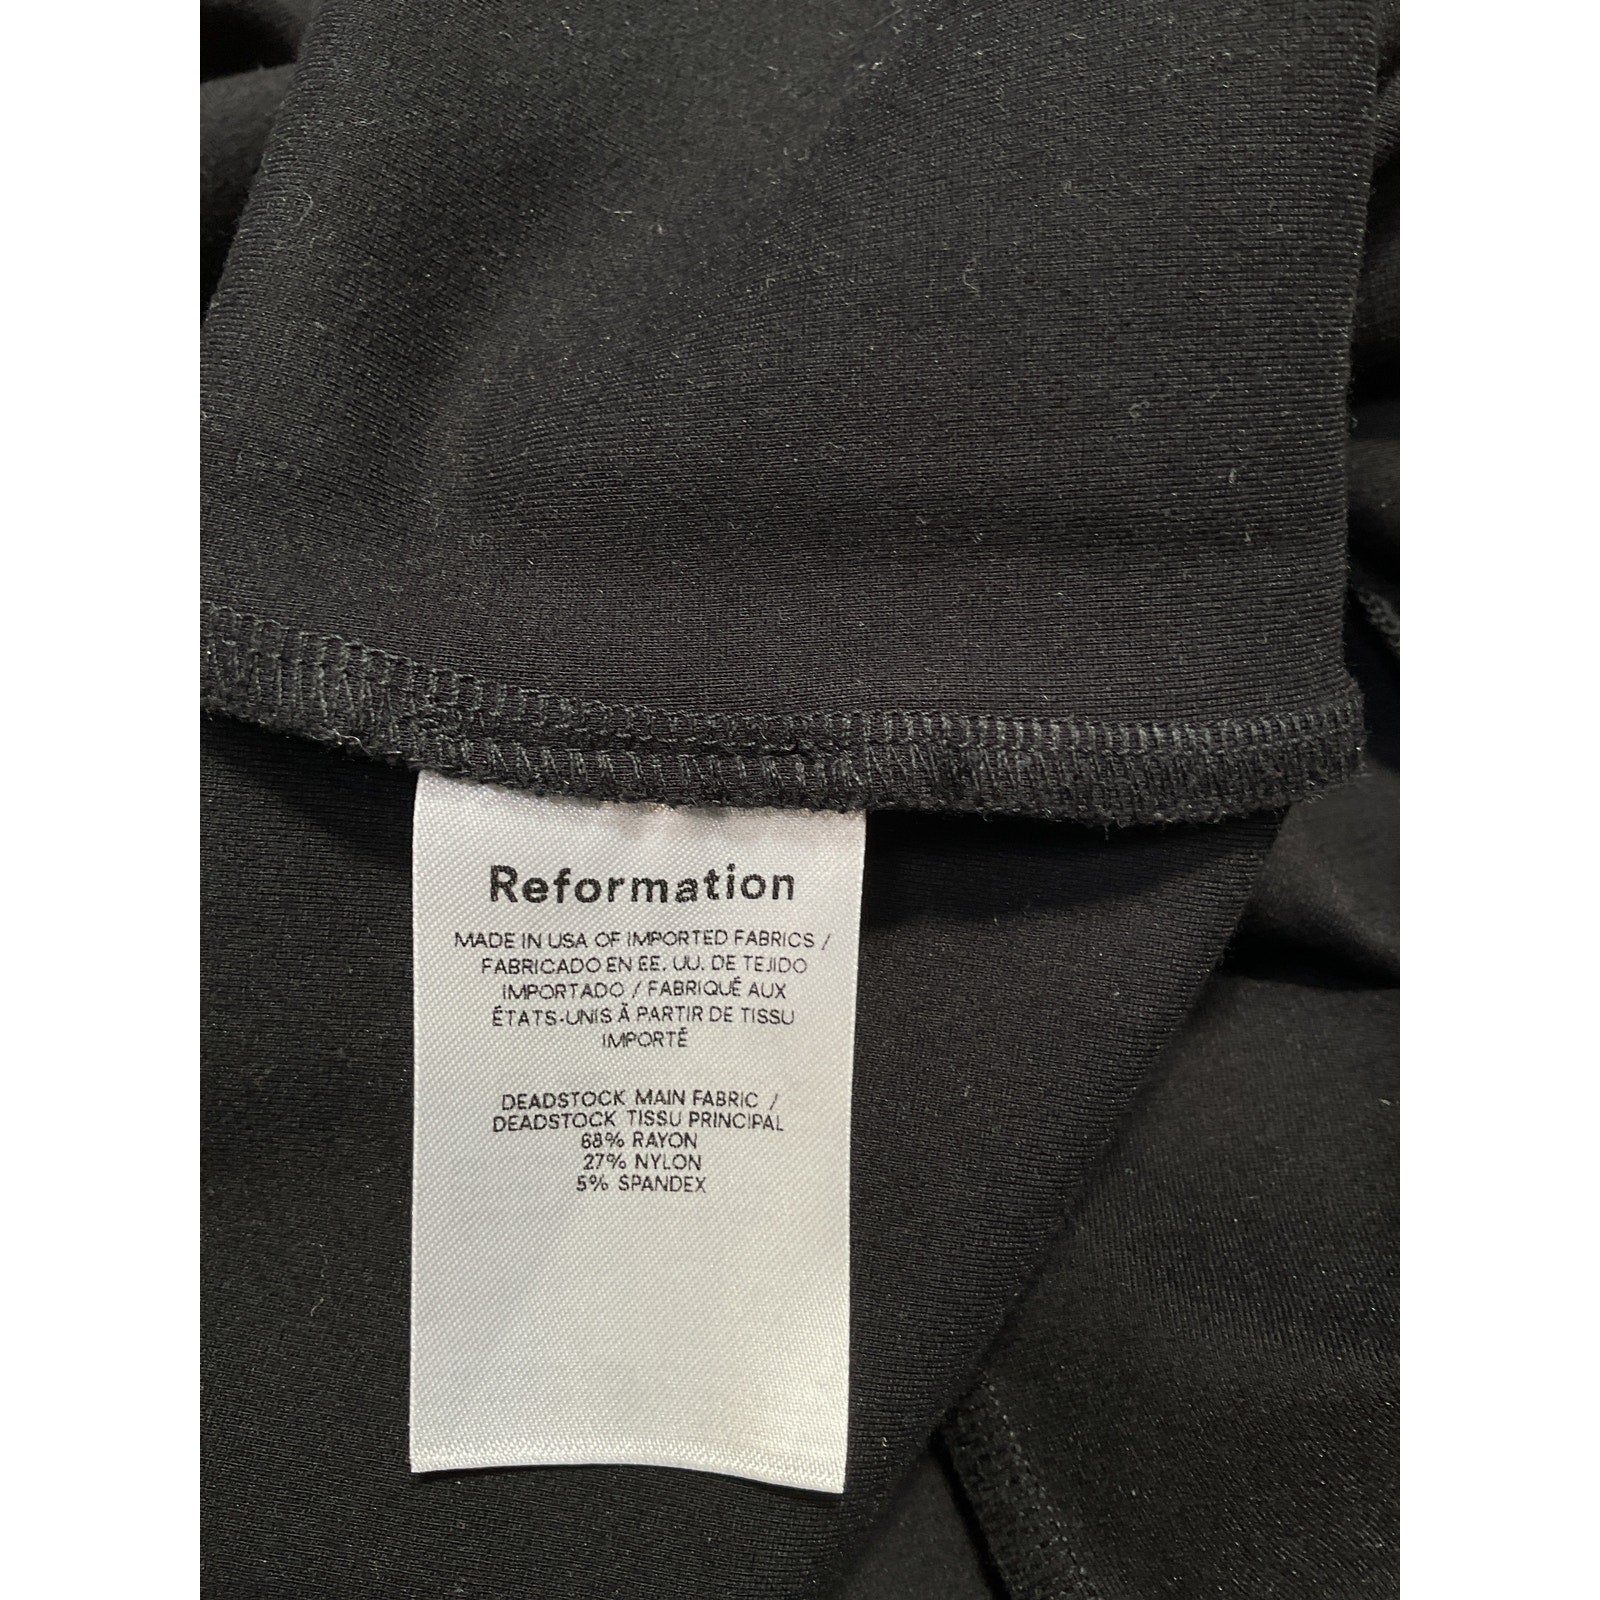 Reformation
MADE IN USA OF IMPORTED FABRICS /
FABRICADO EN EE. UU. DE TEJIDO
IMPORTADO / FABRIQUÉ AUX
ÉTATS-UNIS À PARTIR DE TISSU
IMPORTÉ
DEADSTOCK MAIN FABRIC /
DEADSTOCK TISSU PRINCIPAL
68% RAYON
27% NYLON
5% SPANDEX